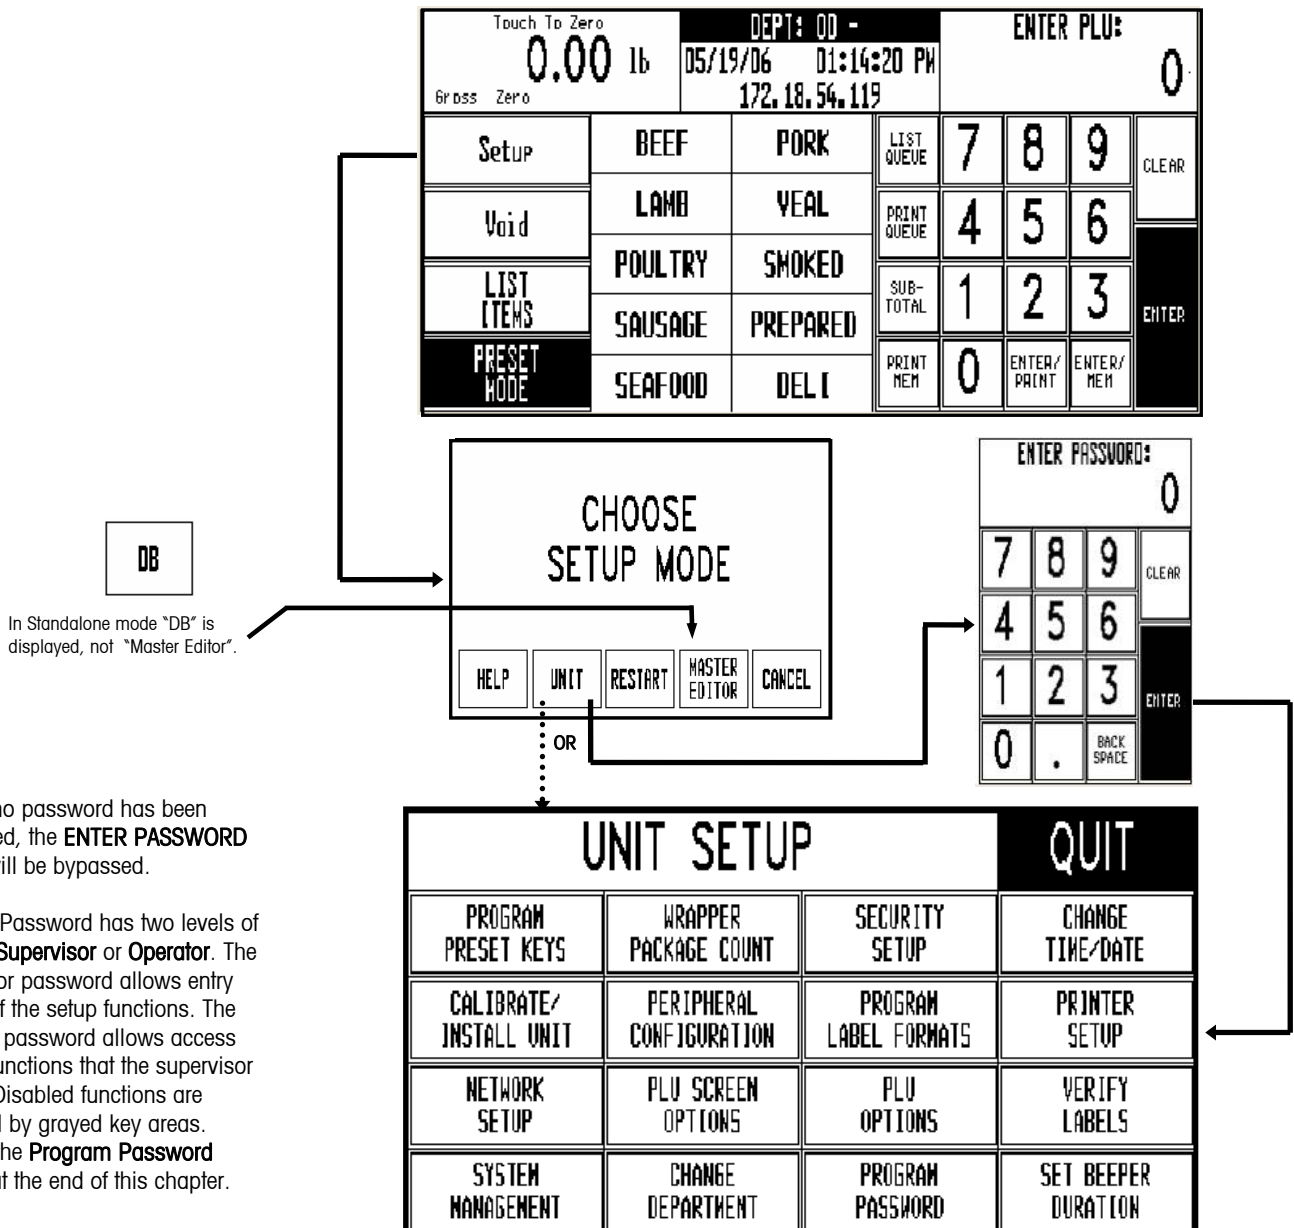 Touch To Zero
0.00 lb
Gross Zero
DEPT: 00 -
05/19/06 01:14:20 PM
172.18.54.119
ENTER PLU:
0
Setup
Void
LIST
ITEMS
PRESET
MODE
BEEF
PORK
LAMB
VEAL
POULTRY
SMOKED
SAUSAGE
PREPARED
SEAFOOD
DELI
LIST
QUEUE
7
8
9
CLEAR
PRINT
QUEUE
4
5
6
SUB-
TOTAL
1
2
3
ENTER
PRINT
MEM
0
ENTER/
PRINT
ENTER/
MEM
CHOOSE
SETUP MODE
HELP
UNIT
RESTART
MASTER
EDITOR
CANCEL
DB
In Standalone mode “DB” is
displayed, not “Master Editor”.
OR
ENTER PASSWORD:
0
7
8
9
CLEAR
4
5
6
1
2
3
ENTER
0
.
BACK
SPACE
no password has been
ed, the ENTER PASSWORD
will be bypassed.
Password has two levels of
Supervisor or Operator. The
or password allows entry
f the setup functions. The
password allows access
unctions that the supervisor
Disabled functions are
d by grayed key areas.
he Program Password
at the end of this chapter.
UNIT SETUP
QUIT
PROGRAM
PRESET KEYS
WRAPPER
PACKAGE COUNT
SECURITY
SETUP
CHANGE
TIME/DATE
CALIBRATE/
INSTALL UNIT
PERIPHERAL
CONFIGURATION
PROGRAM
LABEL FORMATS
PRINTER
SETUP
NETWORK
SETUP
PLU SCREEN
OPTIONS
PLU
OPTIONS
VERIFY
LABELS
SYSTEM
MANAGEMENT
CHANGE
DEPARTMENT
PROGRAM
PASSWORD
SET BEEPER
DURATION